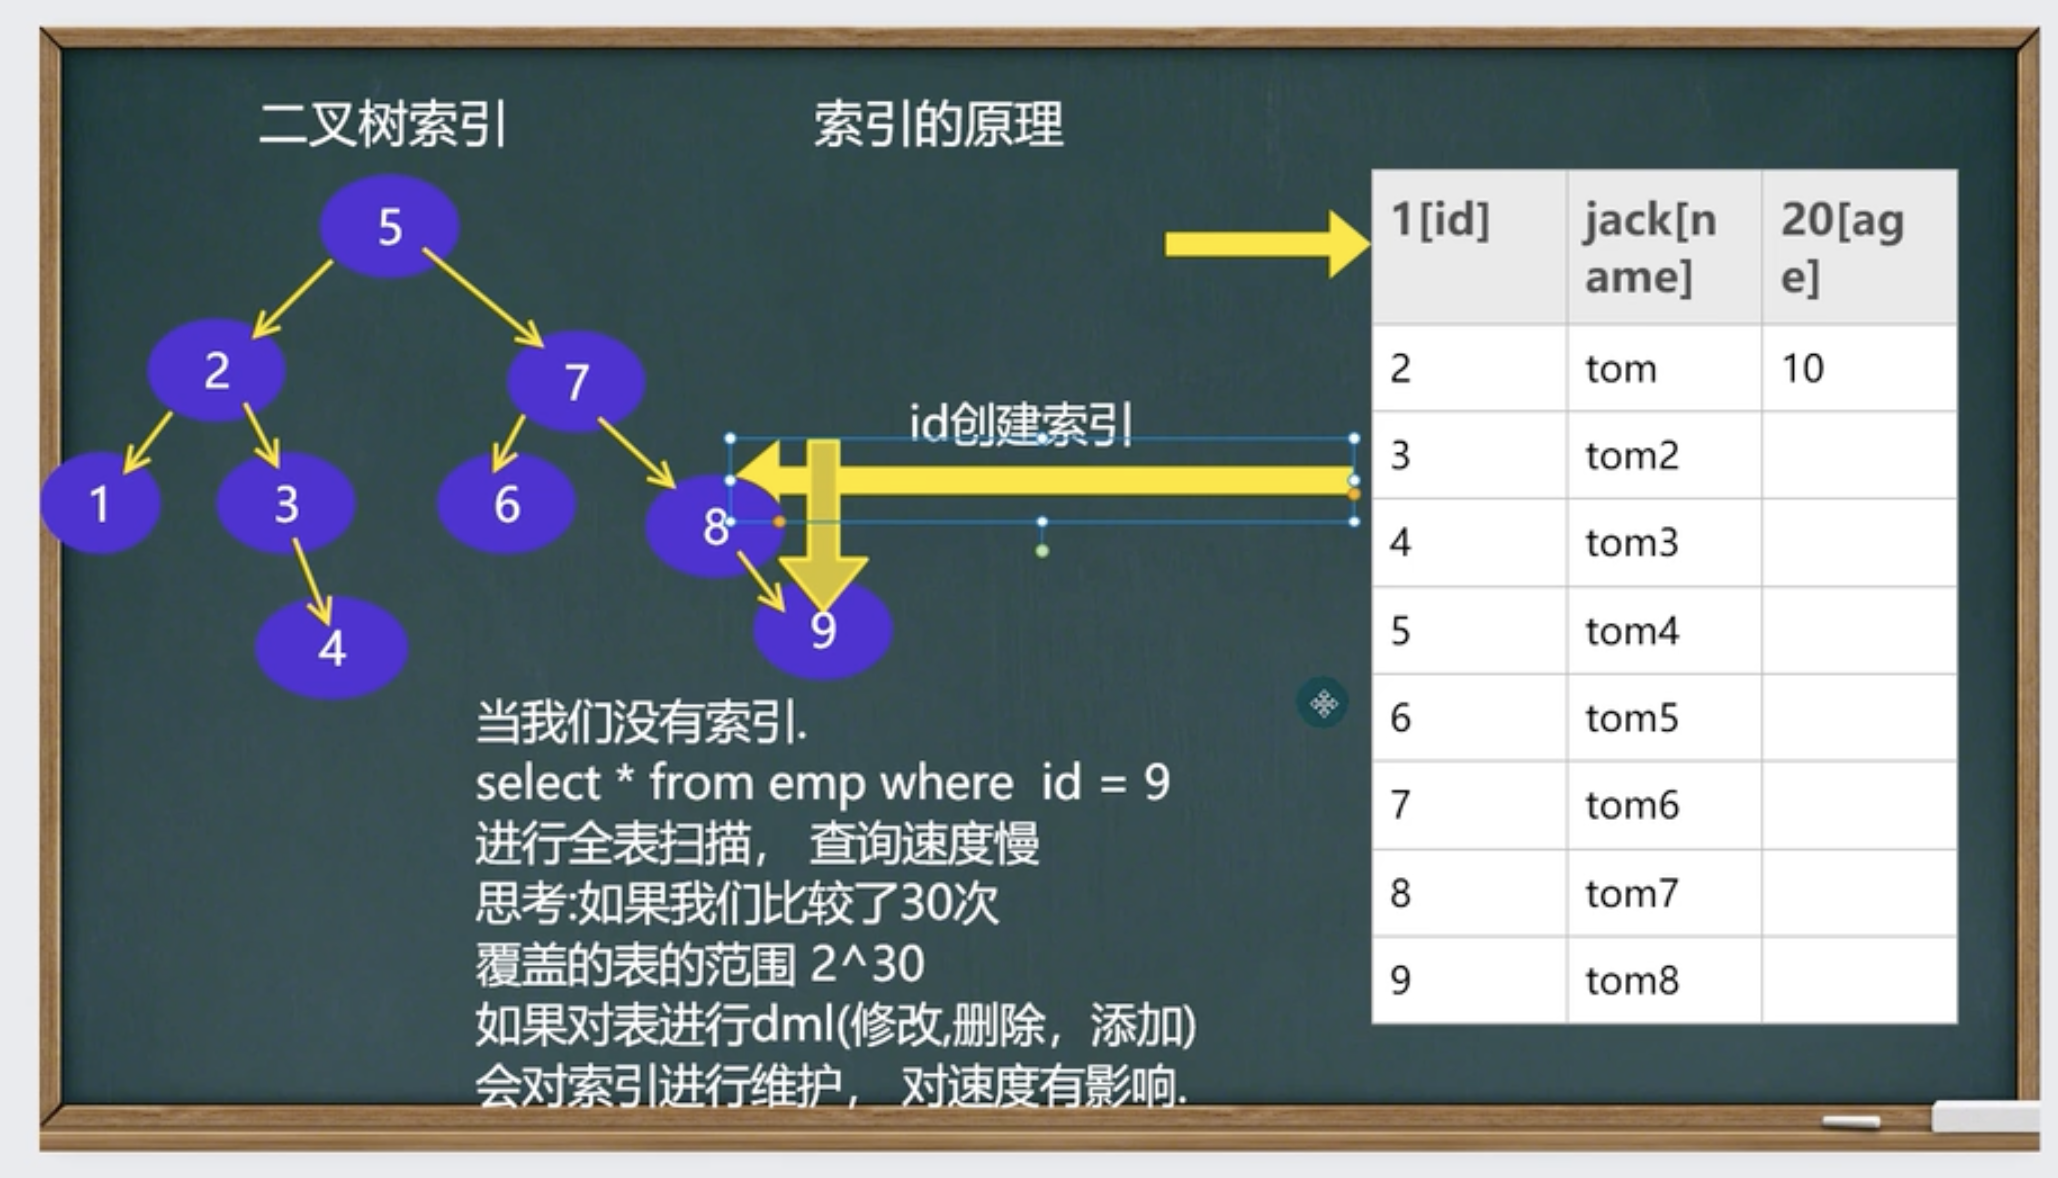 二叉树索引
索引的原理
5
2
7
1
3
6
8
4
9
id创建索引
当我们没有索引.
select * from emp where  id = 9
进行全表扫描， 查询速度慢
思考:如果我们比较了30次
覆盖的表的范围 2^30
如果对表进行dml(修改,删除，添加)
会对索引进行维护， 对速度有影响.
1[id] jack[n 20[ag
ame] e]
2 tom 10
3 tom2
4 tom3
5 tom4
6 tom5
7 tom6
8 tom7
9 tom8